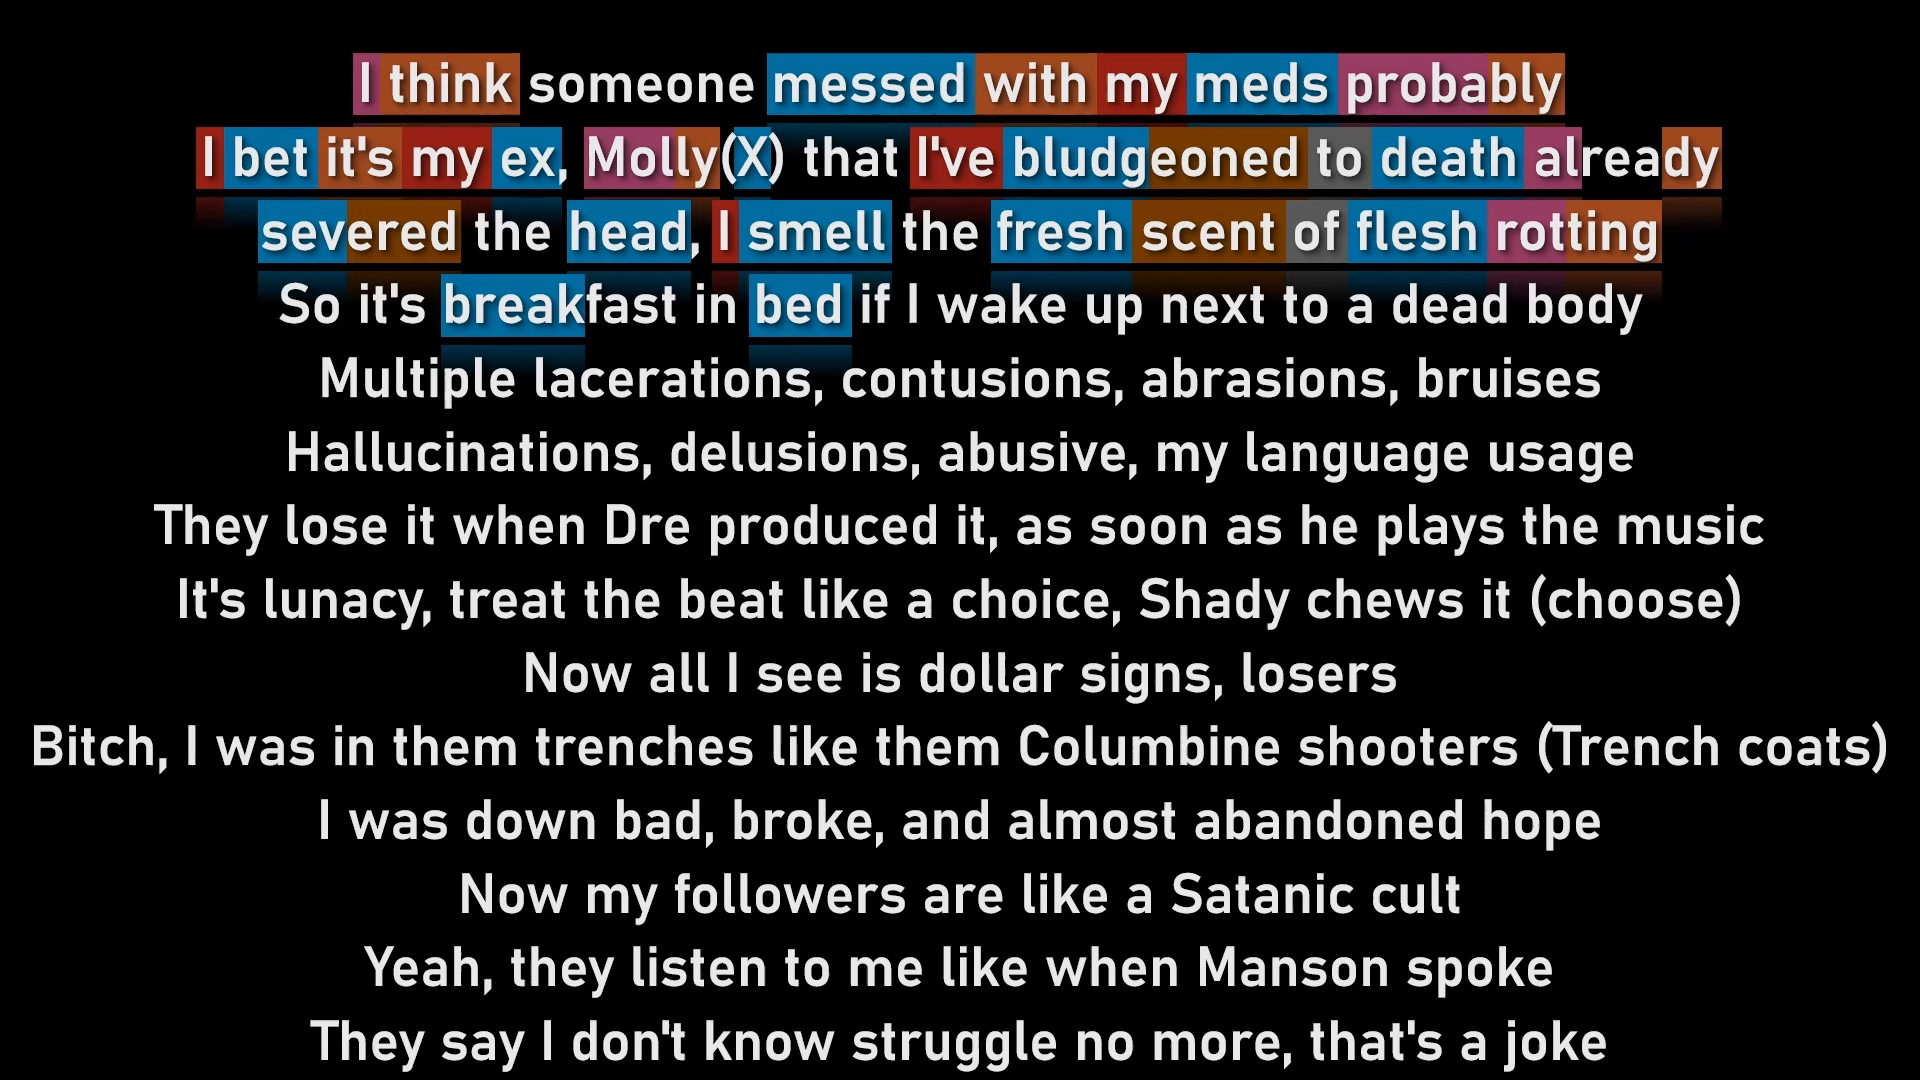 I think someone messed with my meds probably
I bet it's my ex, Molly(X) that I've bludgeoned to death already
severed the head, I smell the fresh scent of flesh rotting
So it's breakfast in bed if I wake up next to a dead body
Multiple lacerations, contusions, abrasions, bruises
Hallucinations, delusions, abusive, my language usage
They lose it when Dre produced it, as soon as he plays the music
It's lunacy, treat the beat like a choice, Shady chews it (choose)
Now all I see is dollar signs, losers
Bitch, I was in them trenches like them Columbine shooters (Trench coats)
I was down bad, broke, and almost abandoned hope
Now my followers are like a Satanic cult
Yeah, they listen to me like when Manson spoke
They say I don't know struggle no more, that's a joke